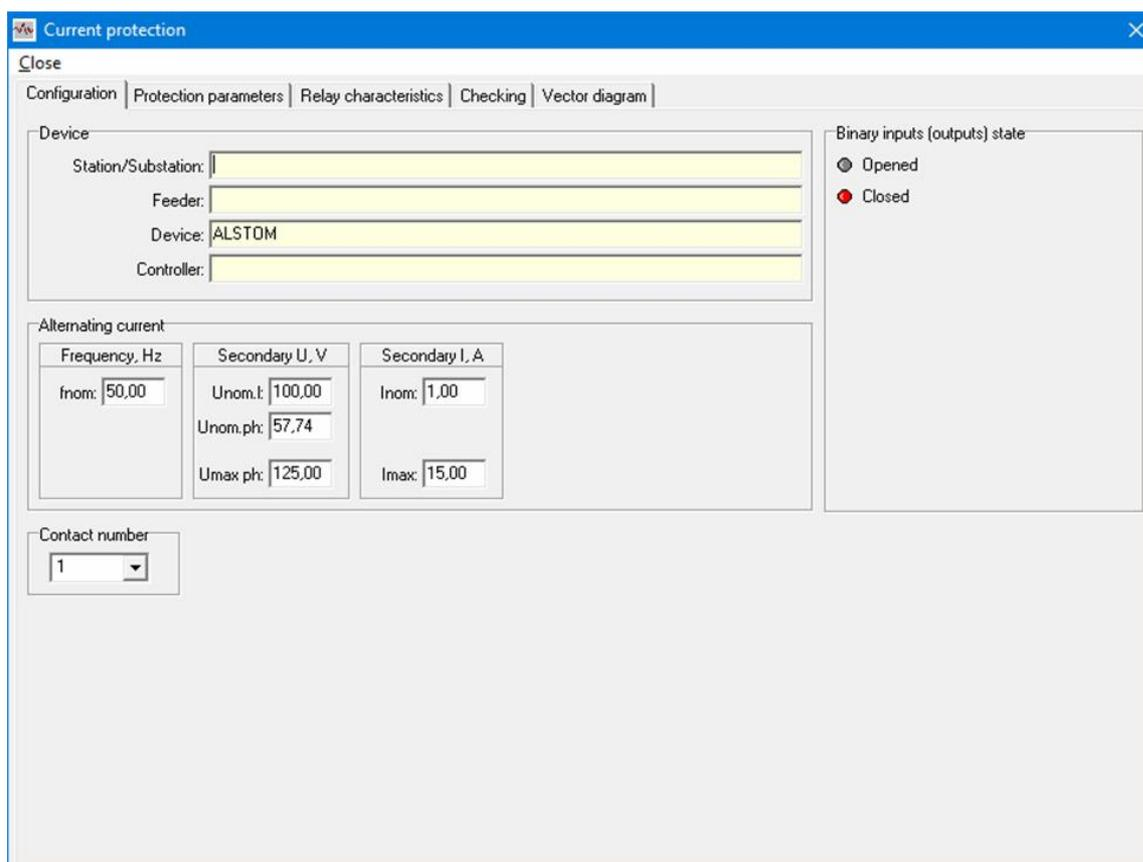 Current protection
Close
Configuration Protection parameters Relay characteristics Checking Vector diagram
Device
Station/Substation:
Feeder:
Device: ALSTOM
Controller:
Binary inputs (outputs) state
Opened
Closed
Alternating current
Frequency, Hz Secondary U, V Secondary I, A
fnom: 50,00 Unom.l: 100,00 Inom: 1,00
Unom.ph: 57,74
Umax ph: 125,00 Imax: 15,00
Contact number
1